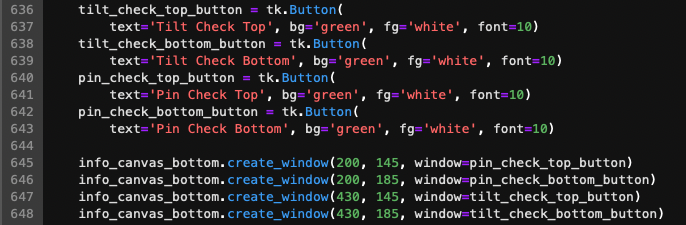 636 tilt_check_top_button = tk.Button(
637 text='Tilt Check Top', bg='green', fg='white', font=10)
638 tilt_check_bottom_button = tk.Button(
639 text='Tilt Check Bottom', bg='green', fg='white', font=10)
640 pin_check_top_button = tk.Button(
641 text='Pin Check Top', bg='green', fg='white', font=10)
642 pin_check_bottom_button = tk.Button(
643 text='Pin Check Bottom', bg='green', fg='white', font=10)
644
645 info_canvas_bottom.create_window(200, 145, window=pin_check_top_button)
646 info_canvas_bottom.create_window(200, 185, window=pin_check_bottom_button)
647 info_canvas_bottom.create_window(430, 145, window=tilt_check_top_button)
648 info_canvas_bottom.create_window(430, 185, window=tilt_check_bottom_button)